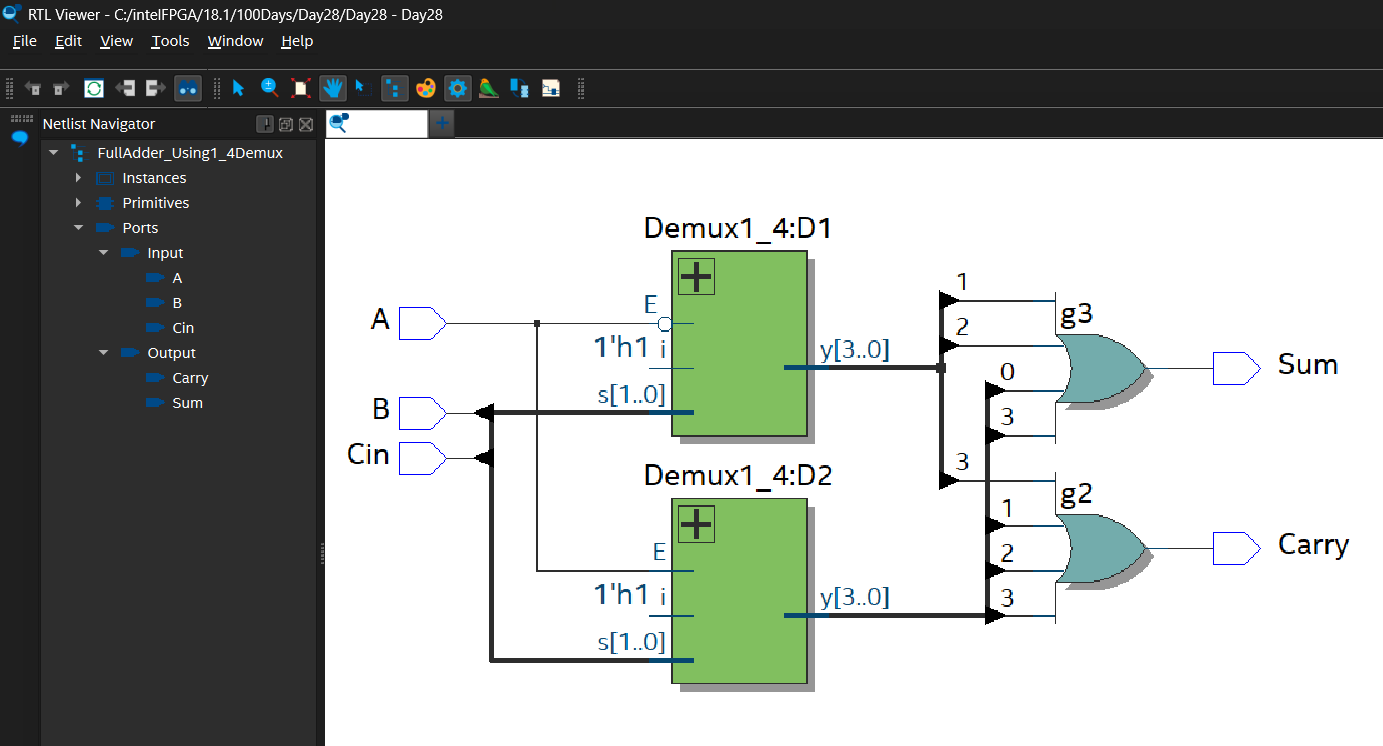 RTL Viewer - C:/intelFPGA/18.1/100Days/Day28/Day28 - Day28
File Edit View Tools Window Help
Netlist Navigator
FullAdder_Using1_4Demux
Instances
Primitives
Ports
Input
A
B
Cin
Output
Carry
Sum
Demux1_4:D1
A
E
1'h1 i
s[1..0]
y[3..0]
B
Cin
Demux1_4:D2
E
1'h1 i
s[1..0]
y[3..0]
1
2
0
3
g3
Sum
3
1
2
3
g2
Carry